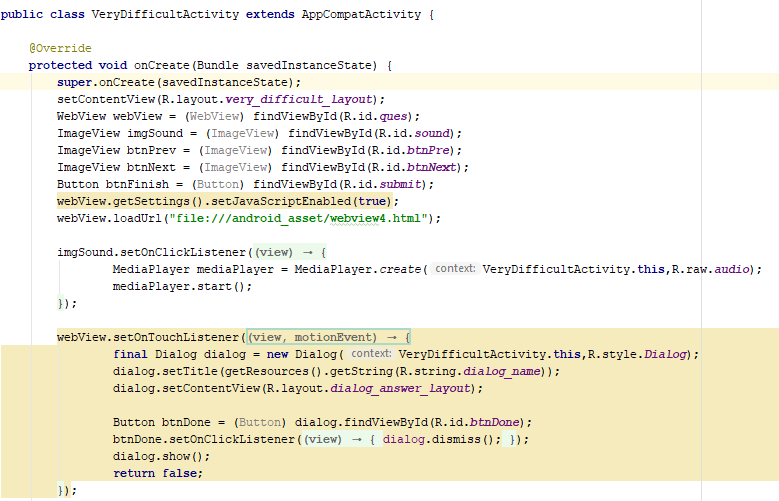 public class VeryDifficultActivity extends AppCompatActivity {
@Override
protected void onCreate(Bundle savedInstanceState) {
super.onCreate(savedInstanceState);
setContentView(R.layout.very_difficult_layout);
WebView webView = (WebView) findViewById(R.id.ques);
ImageView imgSound = (ImageView) findViewById(R.id.sound);
ImageView btnPrev = (ImageView) findViewById(R.id.btnPre);
ImageView btnNext = (ImageView) findViewById(R.id.btnNext);
Button btnFinish = (Button) findViewById(R.id.submit);
webView.getSettings().setJavaScriptEnabled(true);
webView.loadUrl("file:///android_asset/webview4.html");
imgSound.setOnClickListener((view) → {
MediaPlayer mediaPlayer = MediaPlayer.create( context: VeryDifficultActivity.this,R.raw.audio);
mediaPlayer.start();
});
webView.setOnTouchListener((view, motionEvent) → {
final Dialog dialog = new Dialog( context: VeryDifficultActivity.this,R.style.Dialog);
dialog.setTitle(getResources().getString(R.string.dialog_name));
dialog.setContentView(R.layout.dialog_answer_layout);
Button btnDone = (Button) dialog.findViewById(R.id.btnDone);
btnDone.setOnClickListener((view) → { dialog.dismiss(); });
dialog.show();
return false;
});